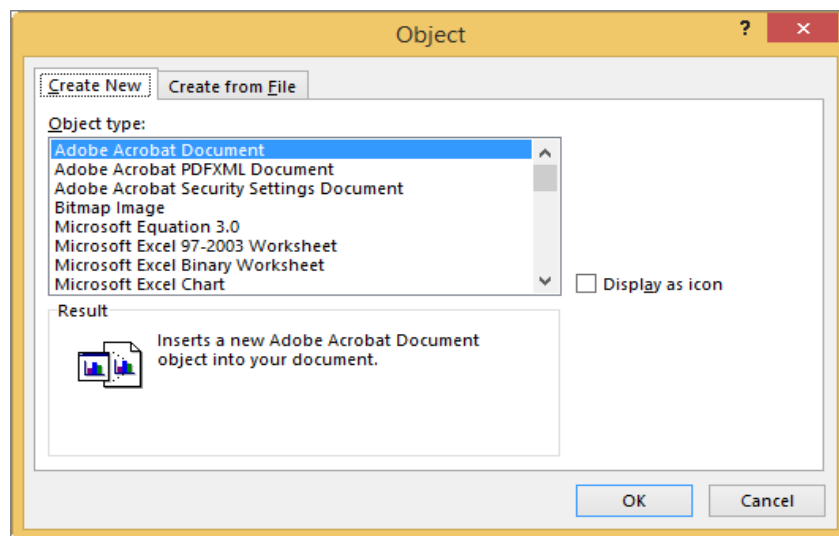 Object
?
Create New
Create from File
Object type:
Adobe Acrobat Document
Adobe Acrobat PDFXML Document
Adobe Acrobat Security Settings Document
Bitmap Image
Microsoft Equation 3.0
Microsoft Excel 97-2003 Worksheet
Microsoft Excel Binary Worksheet
Microsoft Excel Chart
Display as icon
Result
Inserts a new Adobe Acrobat Document
object into your document.
OK
Cancel